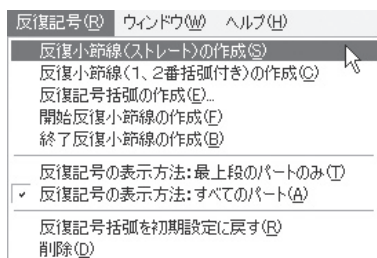 反復記号(R) ウィンドウ(W) ヘルプ(H)
反復小節線(ストレート)の作成(S)
反復小節線(1、2番括弧付き)の作成(C)
反復記号括弧の作成(E)...
開始反復小節線の作成(F)
終了反復小節線の作成(B)
反復記号の表示方法:最上段のパートのみ(T)
✓ 反復記号の表示方法:すべてのパート(A)
反復記号括弧を初期設定に戻す(R)
削除(D)